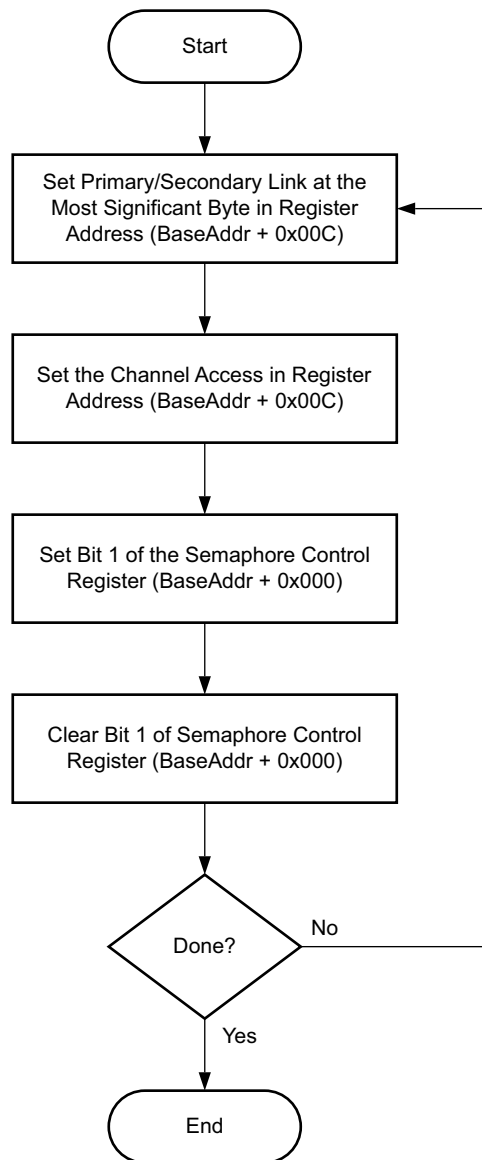 Start
Set Primary/Secondary Link at the
Most Significant Byte in Register
Address (BaseAddr + 0x00C)
Set the Channel Access in Register
Address (BaseAddr + 0x00C)
Set Bit 1 of the Semaphore Control
Register (BaseAddr + 0x000)
Clear Bit 1 of Semaphore Control
Register (BaseAddr + 0x000)
Done?
No
Yes
End